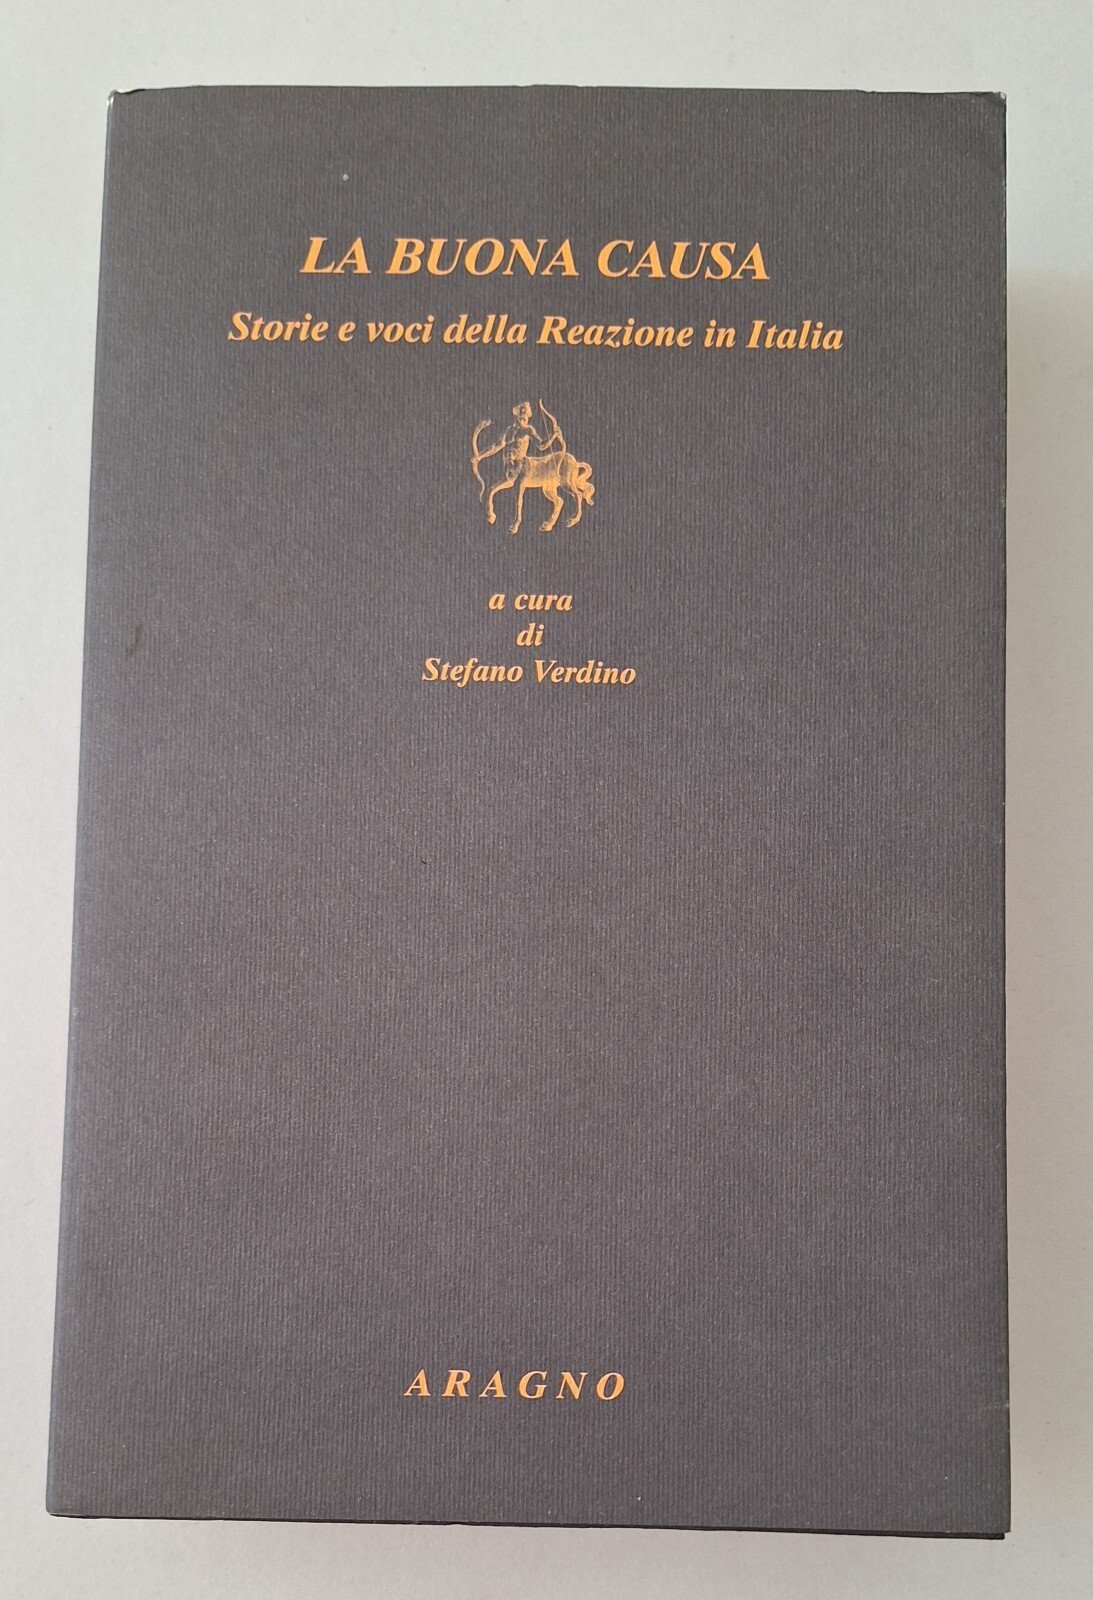 LA BUONA CAUSA
Storie e voci della Reazione in Italia
a cura
di
Stefano Verdino
ARAGNO